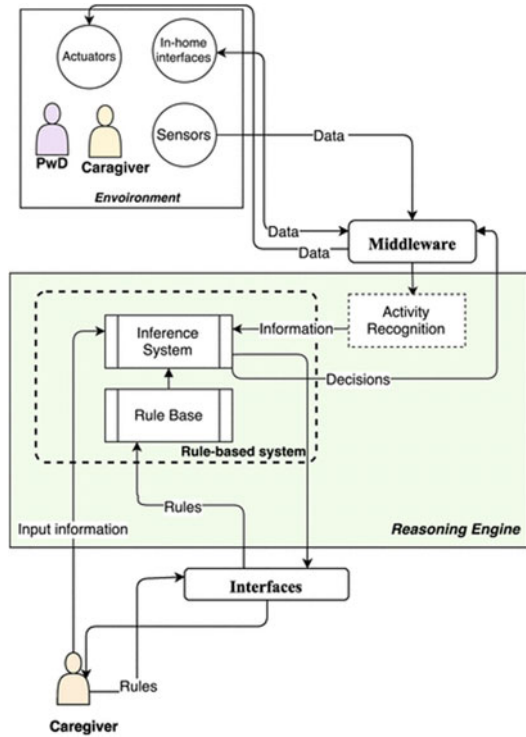 Actuators
In-home
interfaces
PwD
Caragiver
Sensors
Envoironment
Data
Data
Data
Middleware
Activity
Recognition
Information
Inference
System
Decisions
Rule Base
Rule-based system
Rules
Input information
Reasoning Engine
Interfaces
Rules
Caregiver